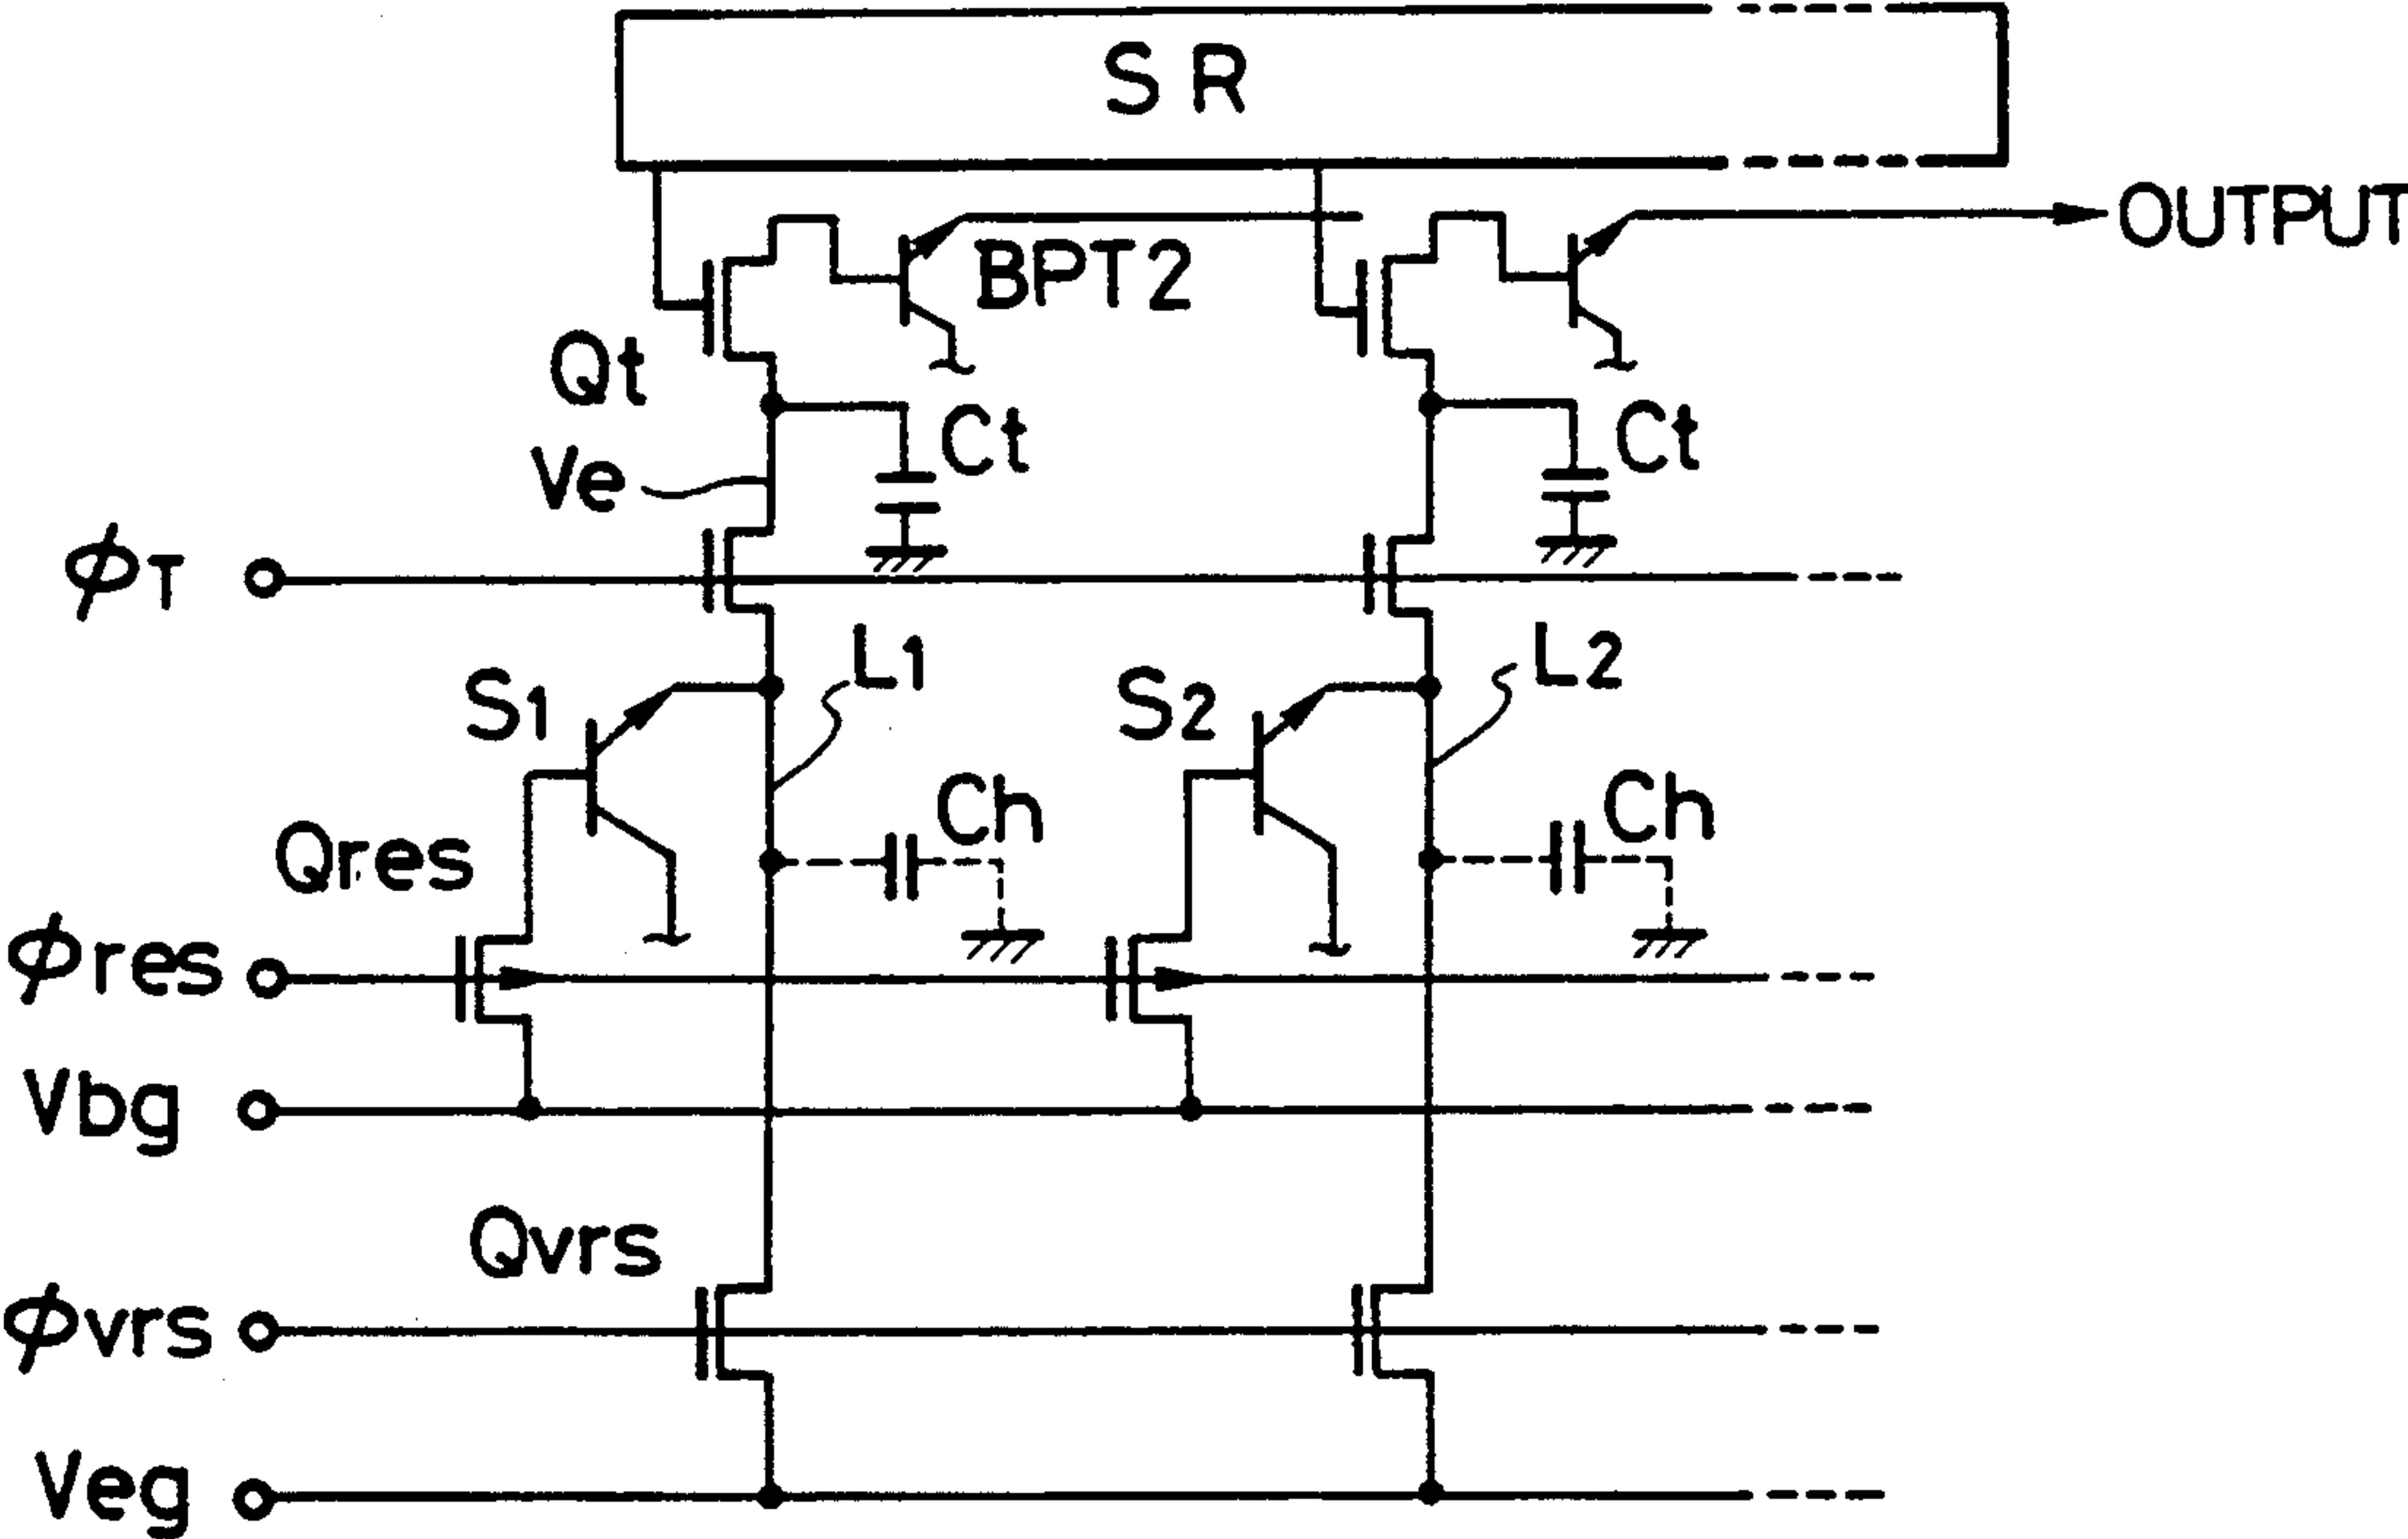 SR
OUTPUT
BPT2
Qt
Ct
Ct
Ve
ϕT
L1
L2
S1
S2
Ch
Ch
Qres
ϕres
Vbg
Qvrs
ϕvrs
Veg